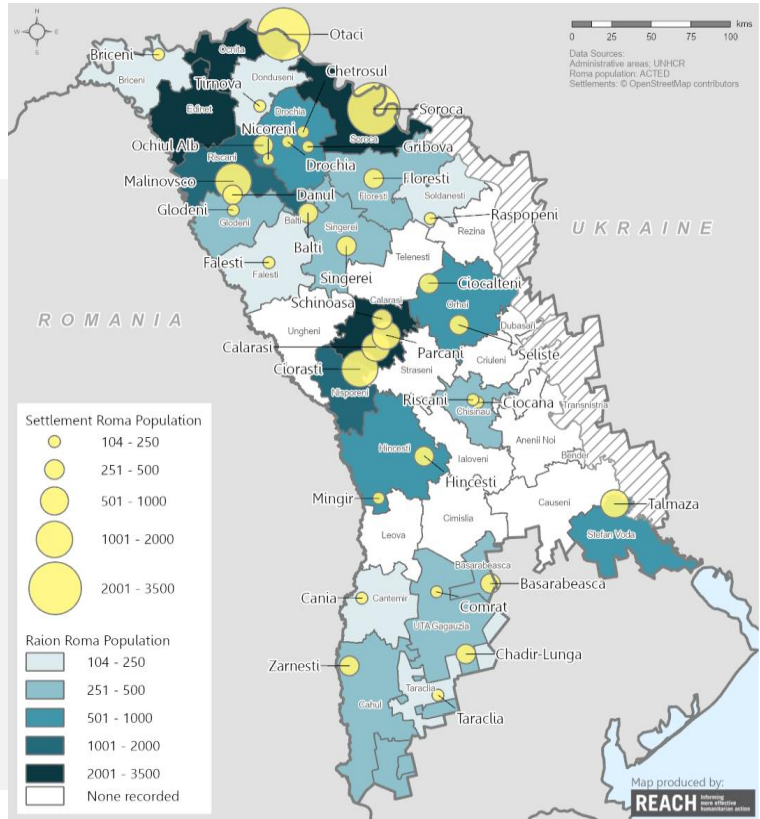 N
W E
S
kms
0 25 50 75 100
Data Sources:
Administrative areas; UNHCR
Roma population: ACTED
Settlements: © OpenStreetMap contributors
Otaci
Briceni
Ocnita
Chetrosul
Briceni
Donduseni
Tirnova
Edinet
Drochia
Soroca
Nicoreni
Soroca
Ochiul Alb
Gribova
Riscani
Drochia
Malinovsco
Floresti
Danul
Floresti
Soldanesti
Glodeni
Glodeni
Balti
Raspopeni
Singerei
Rezina
UKRAINE
Balti
Telenesti
Falesti
Falesti
Singerei
Ciocalteni
Schinoasa
Calarasi
Orhei
ROMANIA
Ungheni
Dubasari
Calarasi
Parcani
Seliste
Criuleni
Ciorasti
Straseni
Nisporeni
Riscani
Ciocana
Chisinau
Transnistria
Anenii Noi
Hincesti
Ialoveni
Bender
Hincesti
Mingir
Causeni
Talmaza
Leova
Cimislia
Stefan Voda
Basarabeasca
Basarabeasca
Cania
Cantemir
Comrat
UTA Gagauzia
Zarnesti
Chadir-Lunga
Taraclia
Cahul
Taraclia
Settlement Roma Population
104 - 250
251 - 500
501 - 1000
1001 - 2000
2001 - 3500
Raion Roma Population
104 - 250
251 - 500
501 - 1000
1001 - 2000
2001 - 3500
None recorded
Map produced by:
REACH Informing more effective humanitarian action